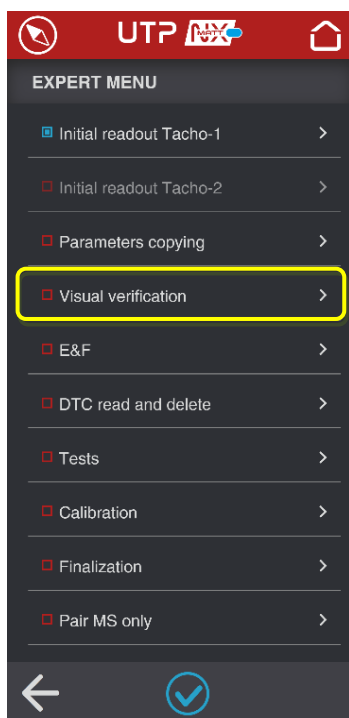 UTP NX MATT
EXPERT MENU
Initial readout Tacho-1
Initial readout Tacho-2
Parameters copying
Visual verification
E&F
DTC read and delete
Tests
Calibration
Finalization
Pair MS only